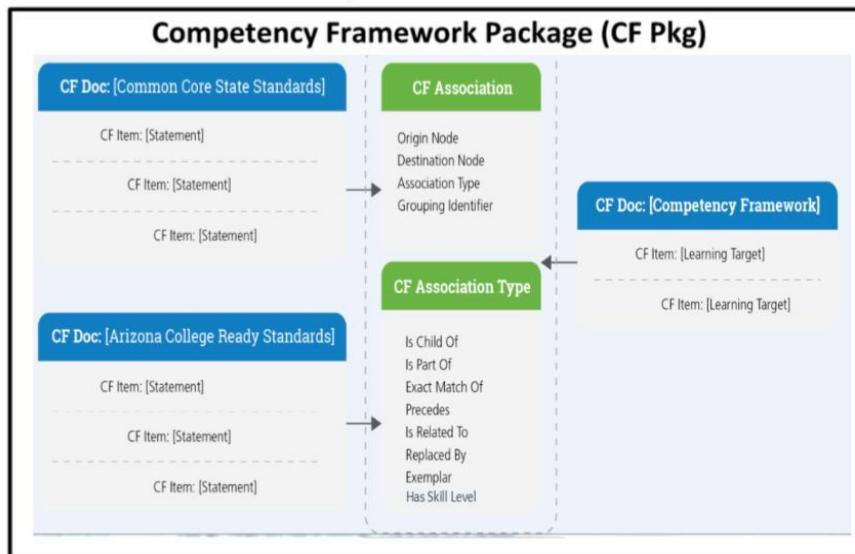 Competency Framework Package (CF Pkg)
CF Doc: [Common Core State Standards]
CF Item: [Statement]
CF Item: [Statement]
CF Item: [Statement]
CF Doc: [Arizona College Ready Standards]
CF Item: [Statement]
CF Item: [Statement]
CF Item: [Statement]
CF Association
Origin Node
Destination Node
Association Type
Grouping Identifier
CF Association Type
Is Child Of
Is Part Of
Exact Match Of
Precedes
Is Related To
Replaced By
Exemplar
Has Skill Level
CF Doc: [Competency Framework]
CF Item: [Learning Target]
CF Item: [Learning Target]